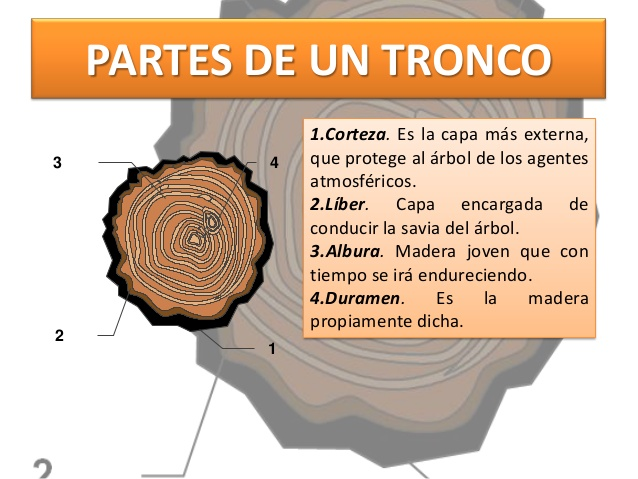 PARTES DE UN TRONCO
1.Corteza. Es la capa más externa,
que protege al árbol de los agentes
atmosféricos.
2.Líber. Capa encargada de
conducir la savia del árbol.
3.Albura. Madera joven que con
tiempo se irá endureciendo.
4.Duramen. Es la madera
propiamente dicha.
3
4
2
1
2